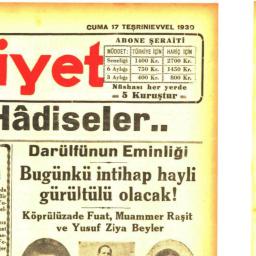 CUMA 17 TEŞRİNİEVVEL 1930
iyet
ABONE ŞERAİTİ
MÜDDET: TÜRKİYE İÇİN HARİÇ İÇİN
Seneliği 1400 Kr. 2700 Kr.
6 Aylığı 750 Kr. 1450 Kr.
3 Aylığı 400 Kr. 800 Kr.
Nüshası her yerde
5 Kuruştur
Hâdiseler..
Darülfünun Eminliği
Bugünkü intihap hayli
gürültülü olacak!
Köprülüzade Fuat, Muammer Raşit
ve Yusuf Ziya Beyler